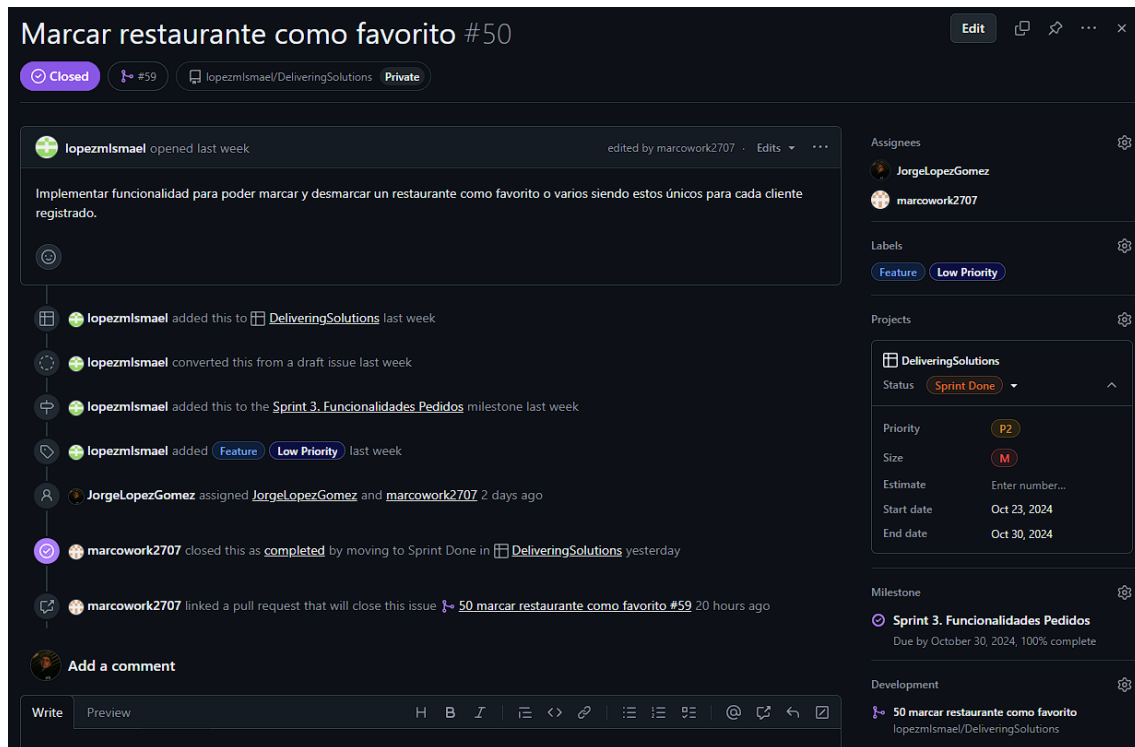 Marcar restaurante como favorito #50
Edit
Closed
#59
lopezmIsmael/DeliveringSolutions Private
lopezmIsmael opened last week
edited by marcowork2707 · Edits
Implementar funcionalidad para poder marcar y desmarcar un restaurante como favorito o varios siendo estos únicos para cada cliente
registrado.
lopezmIsmael added this to DeliveringSolutions last week
lopezmIsmael converted this from a draft issue last week
lopezmIsmael added this to the Sprint 3. Funcionalidades Pedidos milestone last week
lopezmIsmael added Feature Low Priority last week
JorgeLopezGomez assigned JorgeLopezGomez and marcowork2707 2 days ago
marcowork2707 closed this as completed by moving to Sprint Done in DeliveringSolutions yesterday
marcowork2707 linked a pull request that will close this issue 50 marcar restaurante como favorito #59 20 hours ago
Add a comment
Write Preview
Assignees
JorgeLopezGomez
marcowork2707
Labels
Feature Low Priority
Projects
DeliveringSolutions
Status Sprint Done
Priority P2
Size M
Estimate Enter number...
Start date Oct 23, 2024
End date Oct 30, 2024
Milestone
Sprint 3. Funcionalidades Pedidos
Due by October 30, 2024, 100% complete
Development
50 marcar restaurante como favorito
lopezmIsmael/DeliveringSolutions